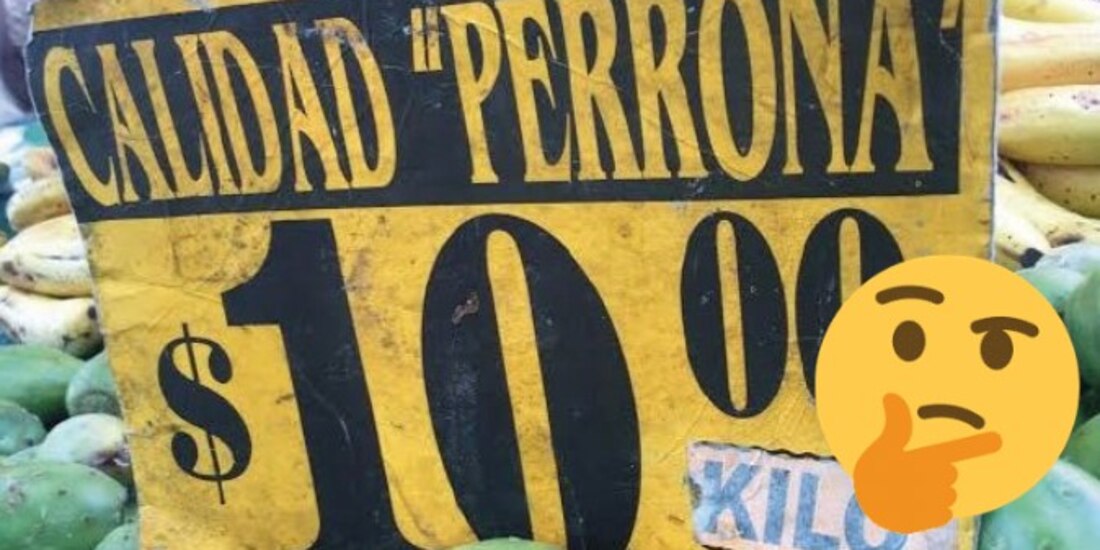 CALIDAD "PERRONA"
$10.00
KILO